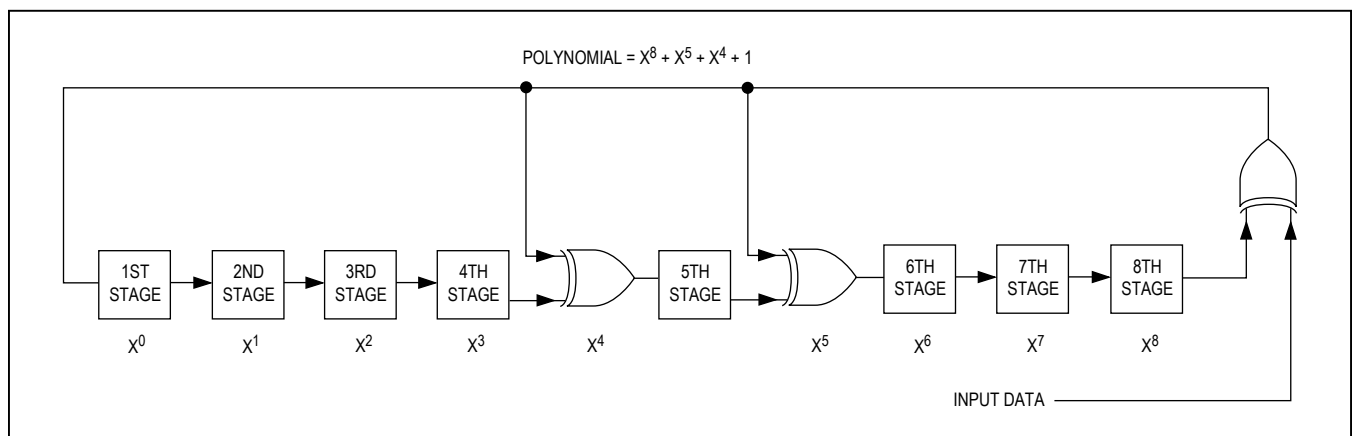 POLYNOMIAL = X⁸ + X⁵ + X⁴ + 1
1ST STAGE
2ND STAGE
3RD STAGE
4TH STAGE
5TH STAGE
6TH STAGE
7TH STAGE
8TH STAGE
X⁰ X¹ X² X³ X⁴ X⁵ X⁶ X⁷ X⁸
INPUT DATA